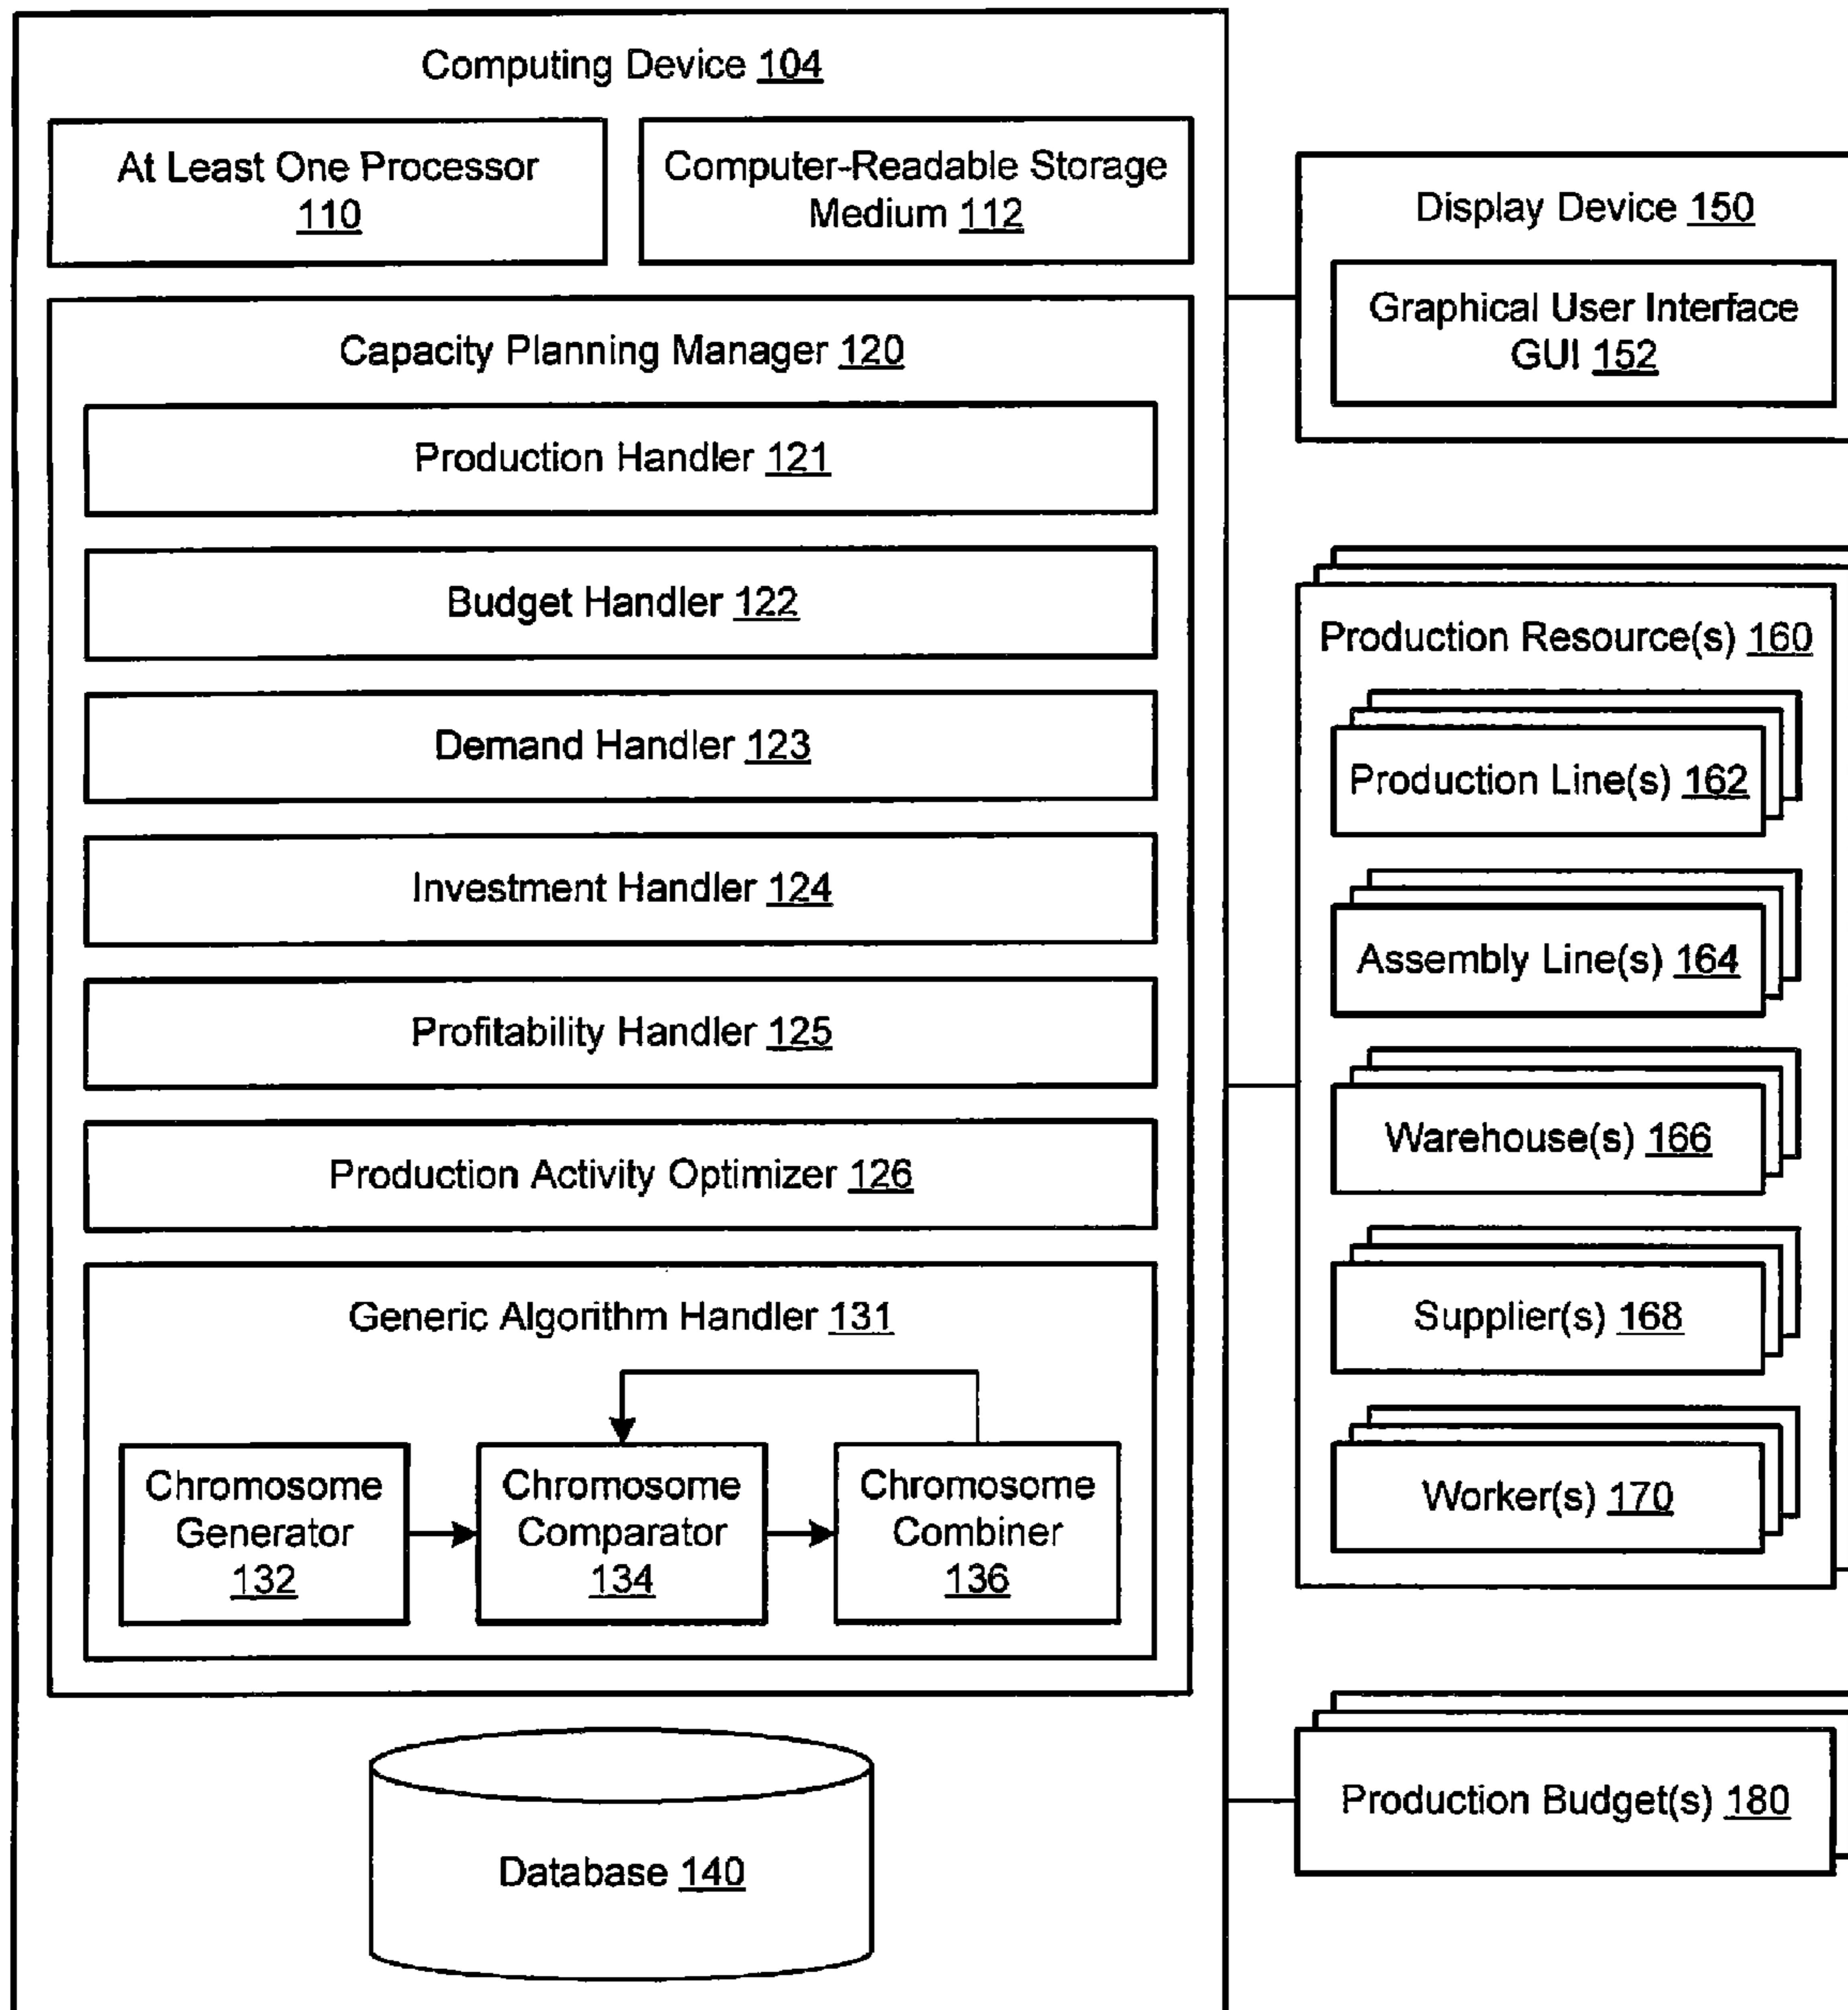 Computing Device 104
At Least One Processor
110
Computer-Readable Storage
Medium 112
Capacity Planning Manager 120
Production Handler 121
Budget Handler 122
Demand Handler 123
Investment Handler 124
Profitability Handler 125
Production Activity Optimizer 126
Generic Algorithm Handler 131
Chromosome
Generator
132
Chromosome
Comparator
134
Chromosome
Combiner
136
Database 140
Display Device 150
Graphical User Interface
GUI 152
Production Resource(s) 160
Production Line(s) 162
Assembly Line(s) 164
Warehouse(s) 166
Supplier(s) 168
Worker(s) 170
Production Budget(s) 180